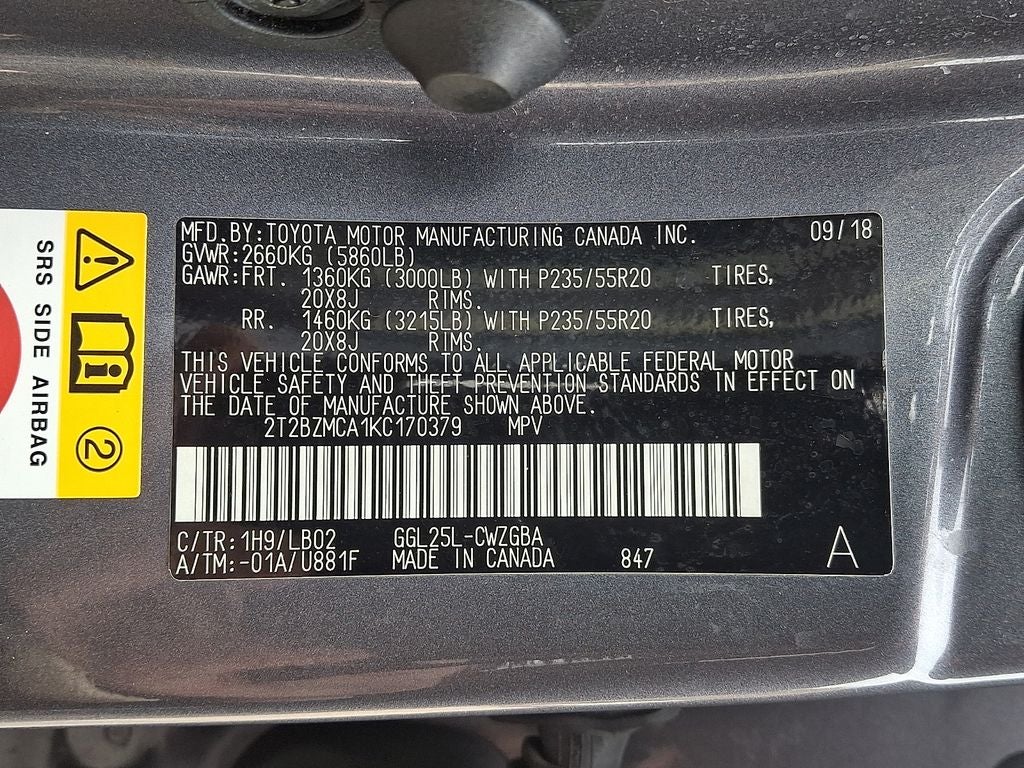 MFD.BY:TOYOTA MOTOR MANUFACTURING CANADA INC. 09/18
GVWR:2660KG (5860LB)
GAWR:FRT. 1360KG (3000LB) WITH P235/55R20 TIRES,
20X8J RIMS.
RR. 1460KG (3215LB) WITH P235/55R20 TIRES,
20X8J RIMS.
THIS VEHICLE CONFORMS TO ALL APPLICABLE FEDERAL MOTOR
VEHICLE SAFETY AND THEFT PREVENTION STANDARDS IN EFFECT ON
THE DATE OF MANUFACTURE SHOWN ABOVE.
2T2BZMCA1KC170379 MPV
C/TR:1H9/LB02 GGL25L-CWZGBA
A/TM:-01A/U881F MADE IN CANADA 847 A
SRS SIDE AIRBAG
2